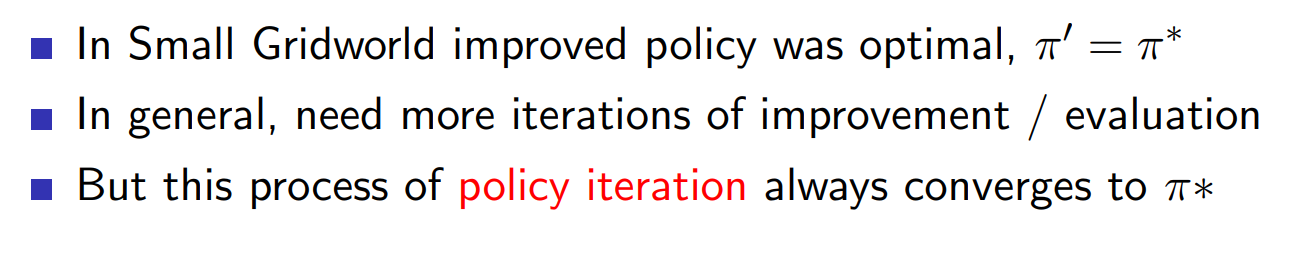 In Small Gridworld improved policy was optimal, π′ = π*
In general, need more iterations of improvement / evaluation
But this process of policy iteration always converges to π∗